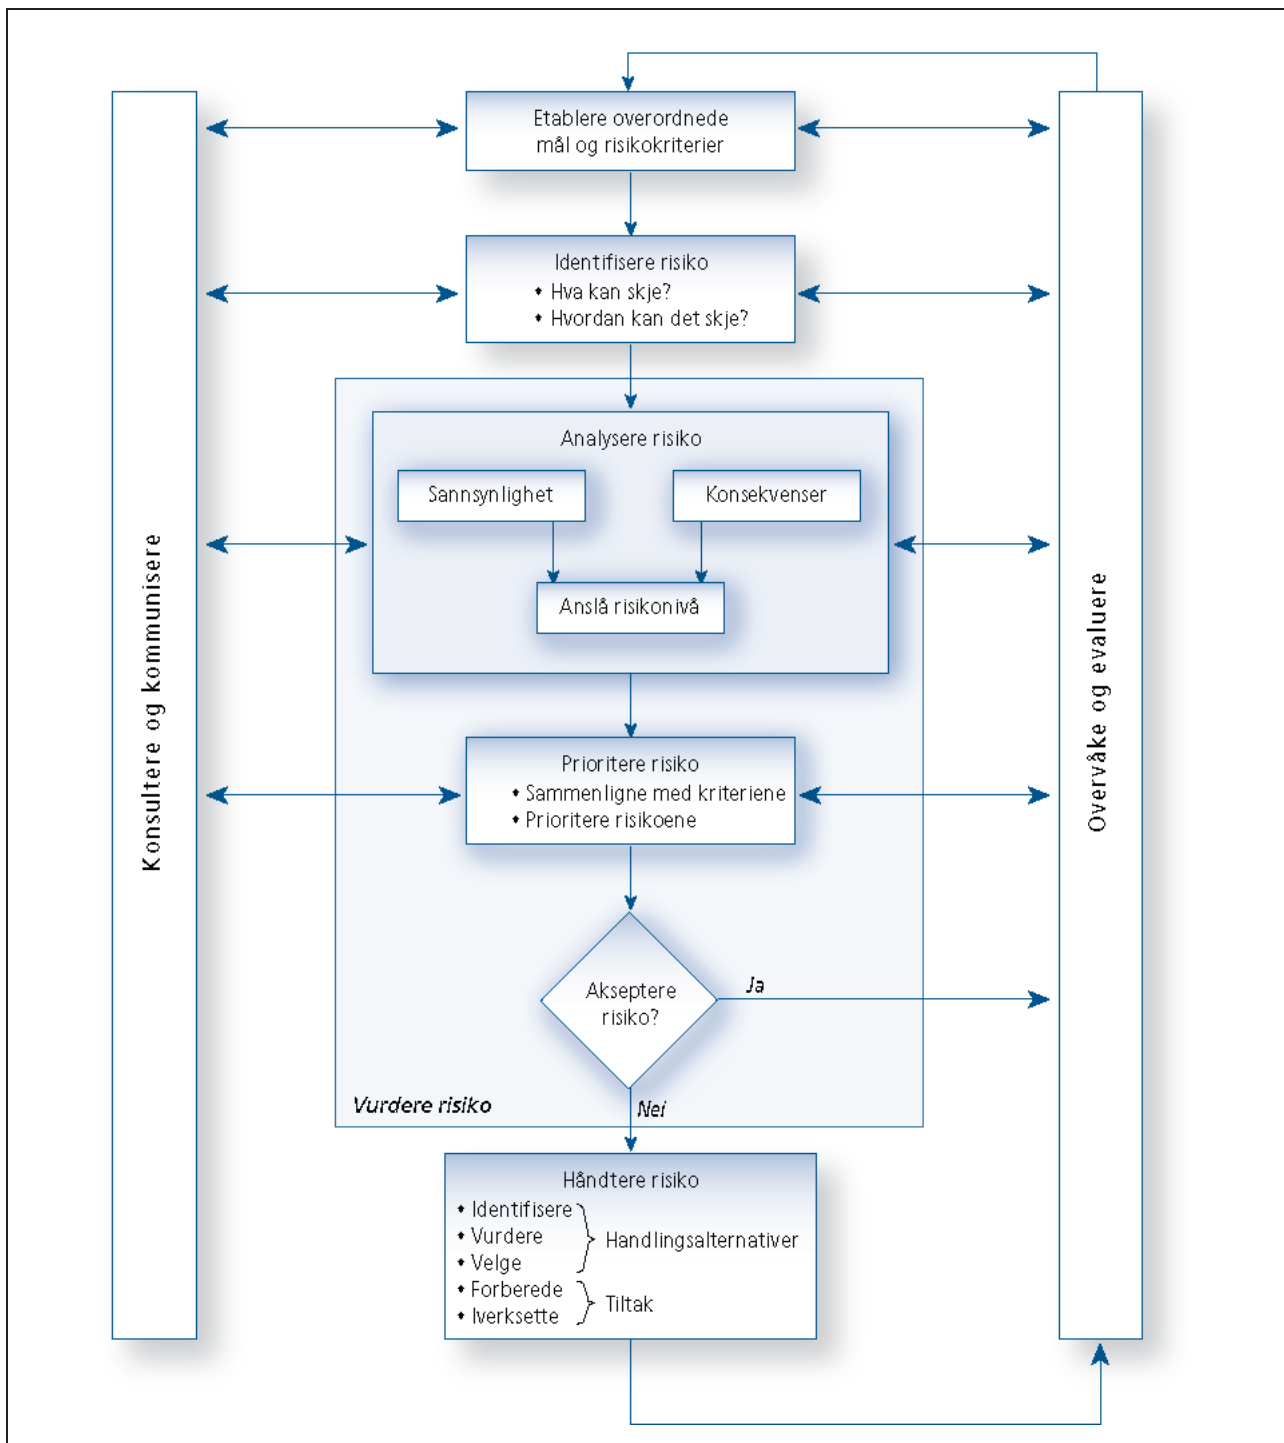 Etablere overordnede
mål og risikokriterier
Identifisere risiko
• Hva kan skje?
• Hvordan kan det skje?
Analysere risiko
Sannsynlighet
Konsekvenser
Anslå risikonivå
Konsultere og kommunisere
Overvåke og evaluere
Prioritere risiko
• Sammenligne med kriteriene
• Prioritere risikoene
Akseptere
risiko?
Ja
Nei
Vurdere risiko
Håndtere risiko
• Identifisere
• Vurdere
• Velge
Handlingsalternativer
• Forberede
• Iverksette
Tiltak